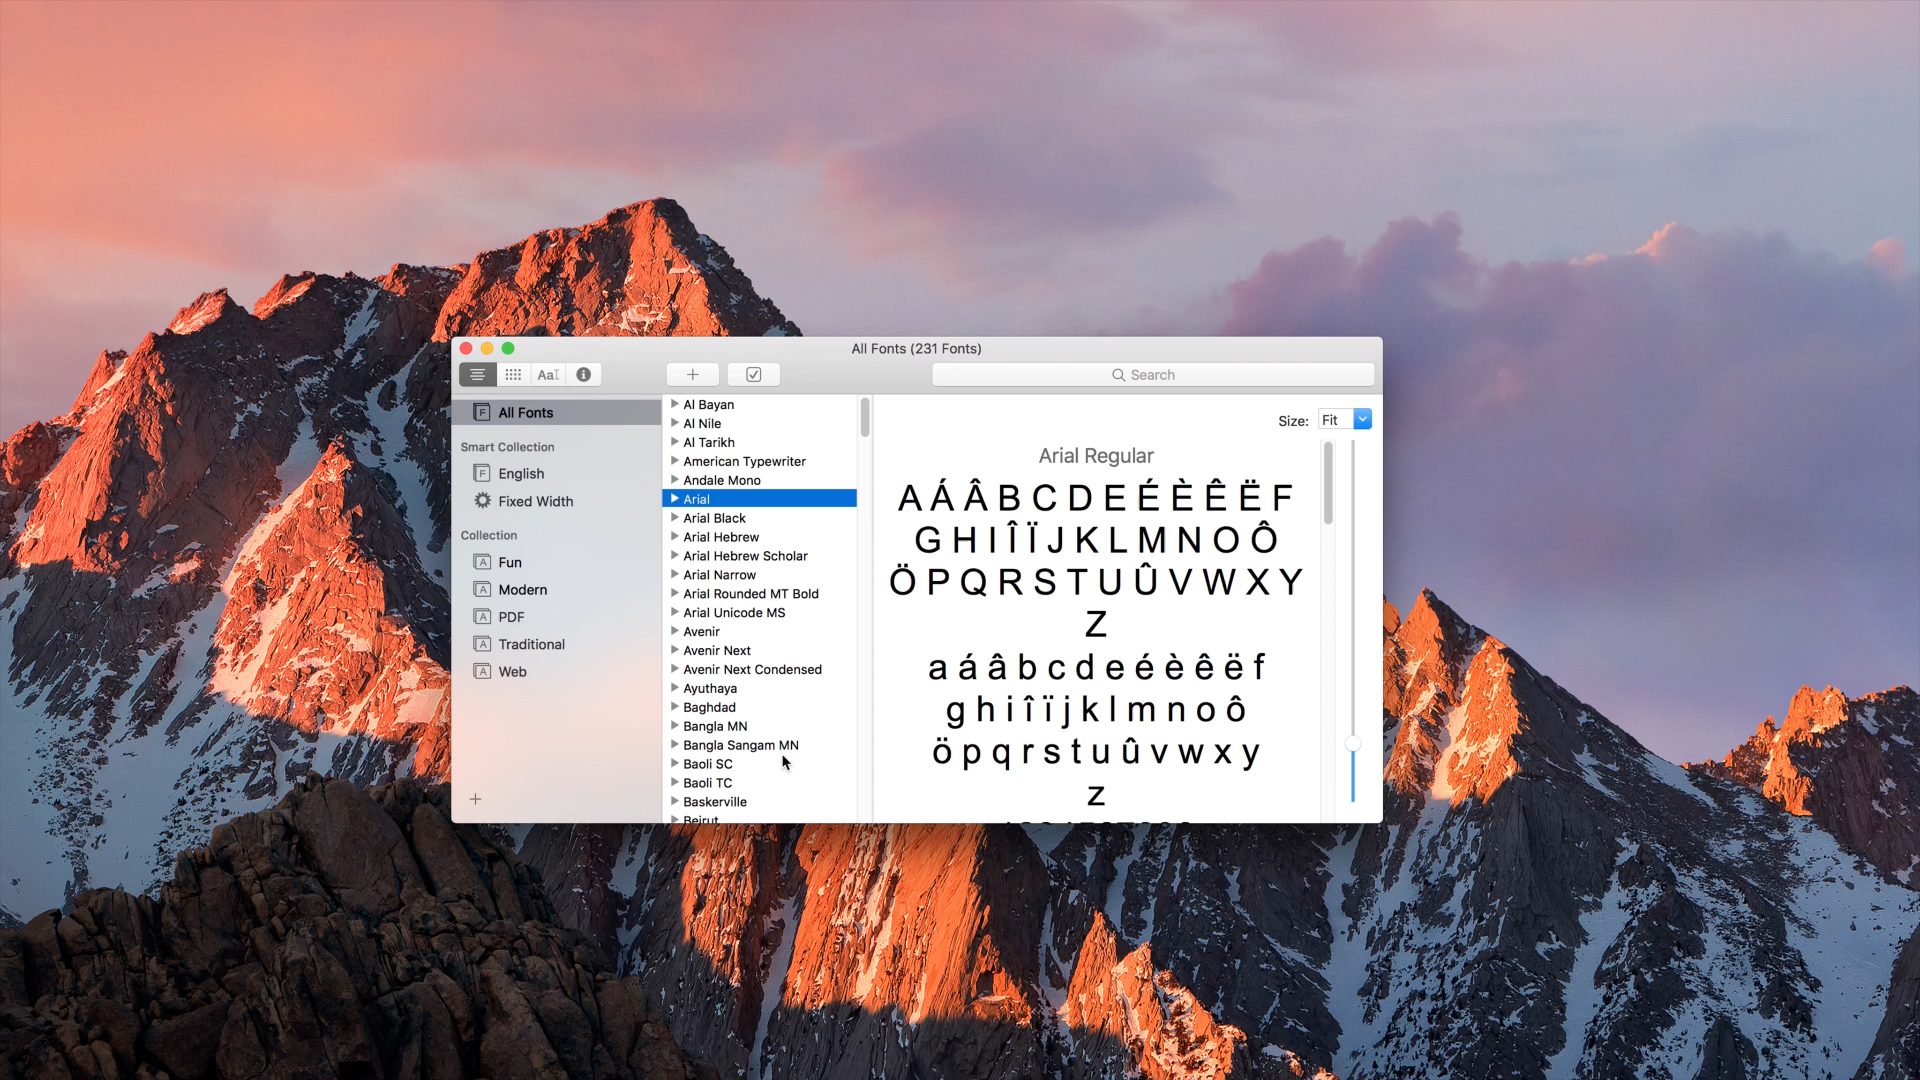 All Fonts (231 Fonts)
AaI
Search
All Fonts
Smart Collection
English
Fixed Width
Collection
Fun
Modern
PDF
Traditional
Web
Al Bayan
Al Nile
Al Tarikh
American Typewriter
Andale Mono
Arial
Arial Black
Arial Hebrew
Arial Hebrew Scholar
Arial Narrow
Arial Rounded MT Bold
Arial Unicode MS
Avenir
Avenir Next
Avenir Next Condensed
Ayuthaya
Baghdad
Bangla MN
Bangla Sangam MN
Baoli SC
Baoli TC
Baskerville
Beirut
Size: Fit
Arial Regular
A Á Â B C D E É È Ê Ë F
G H I Î Ï J K L M N O Ô
Ö P Q R S T U Û V W X Y
Z
a á â b c d e é è ê ë f
g h i î ï j k l m n o ô
ö p q r s t u û v w x y
z